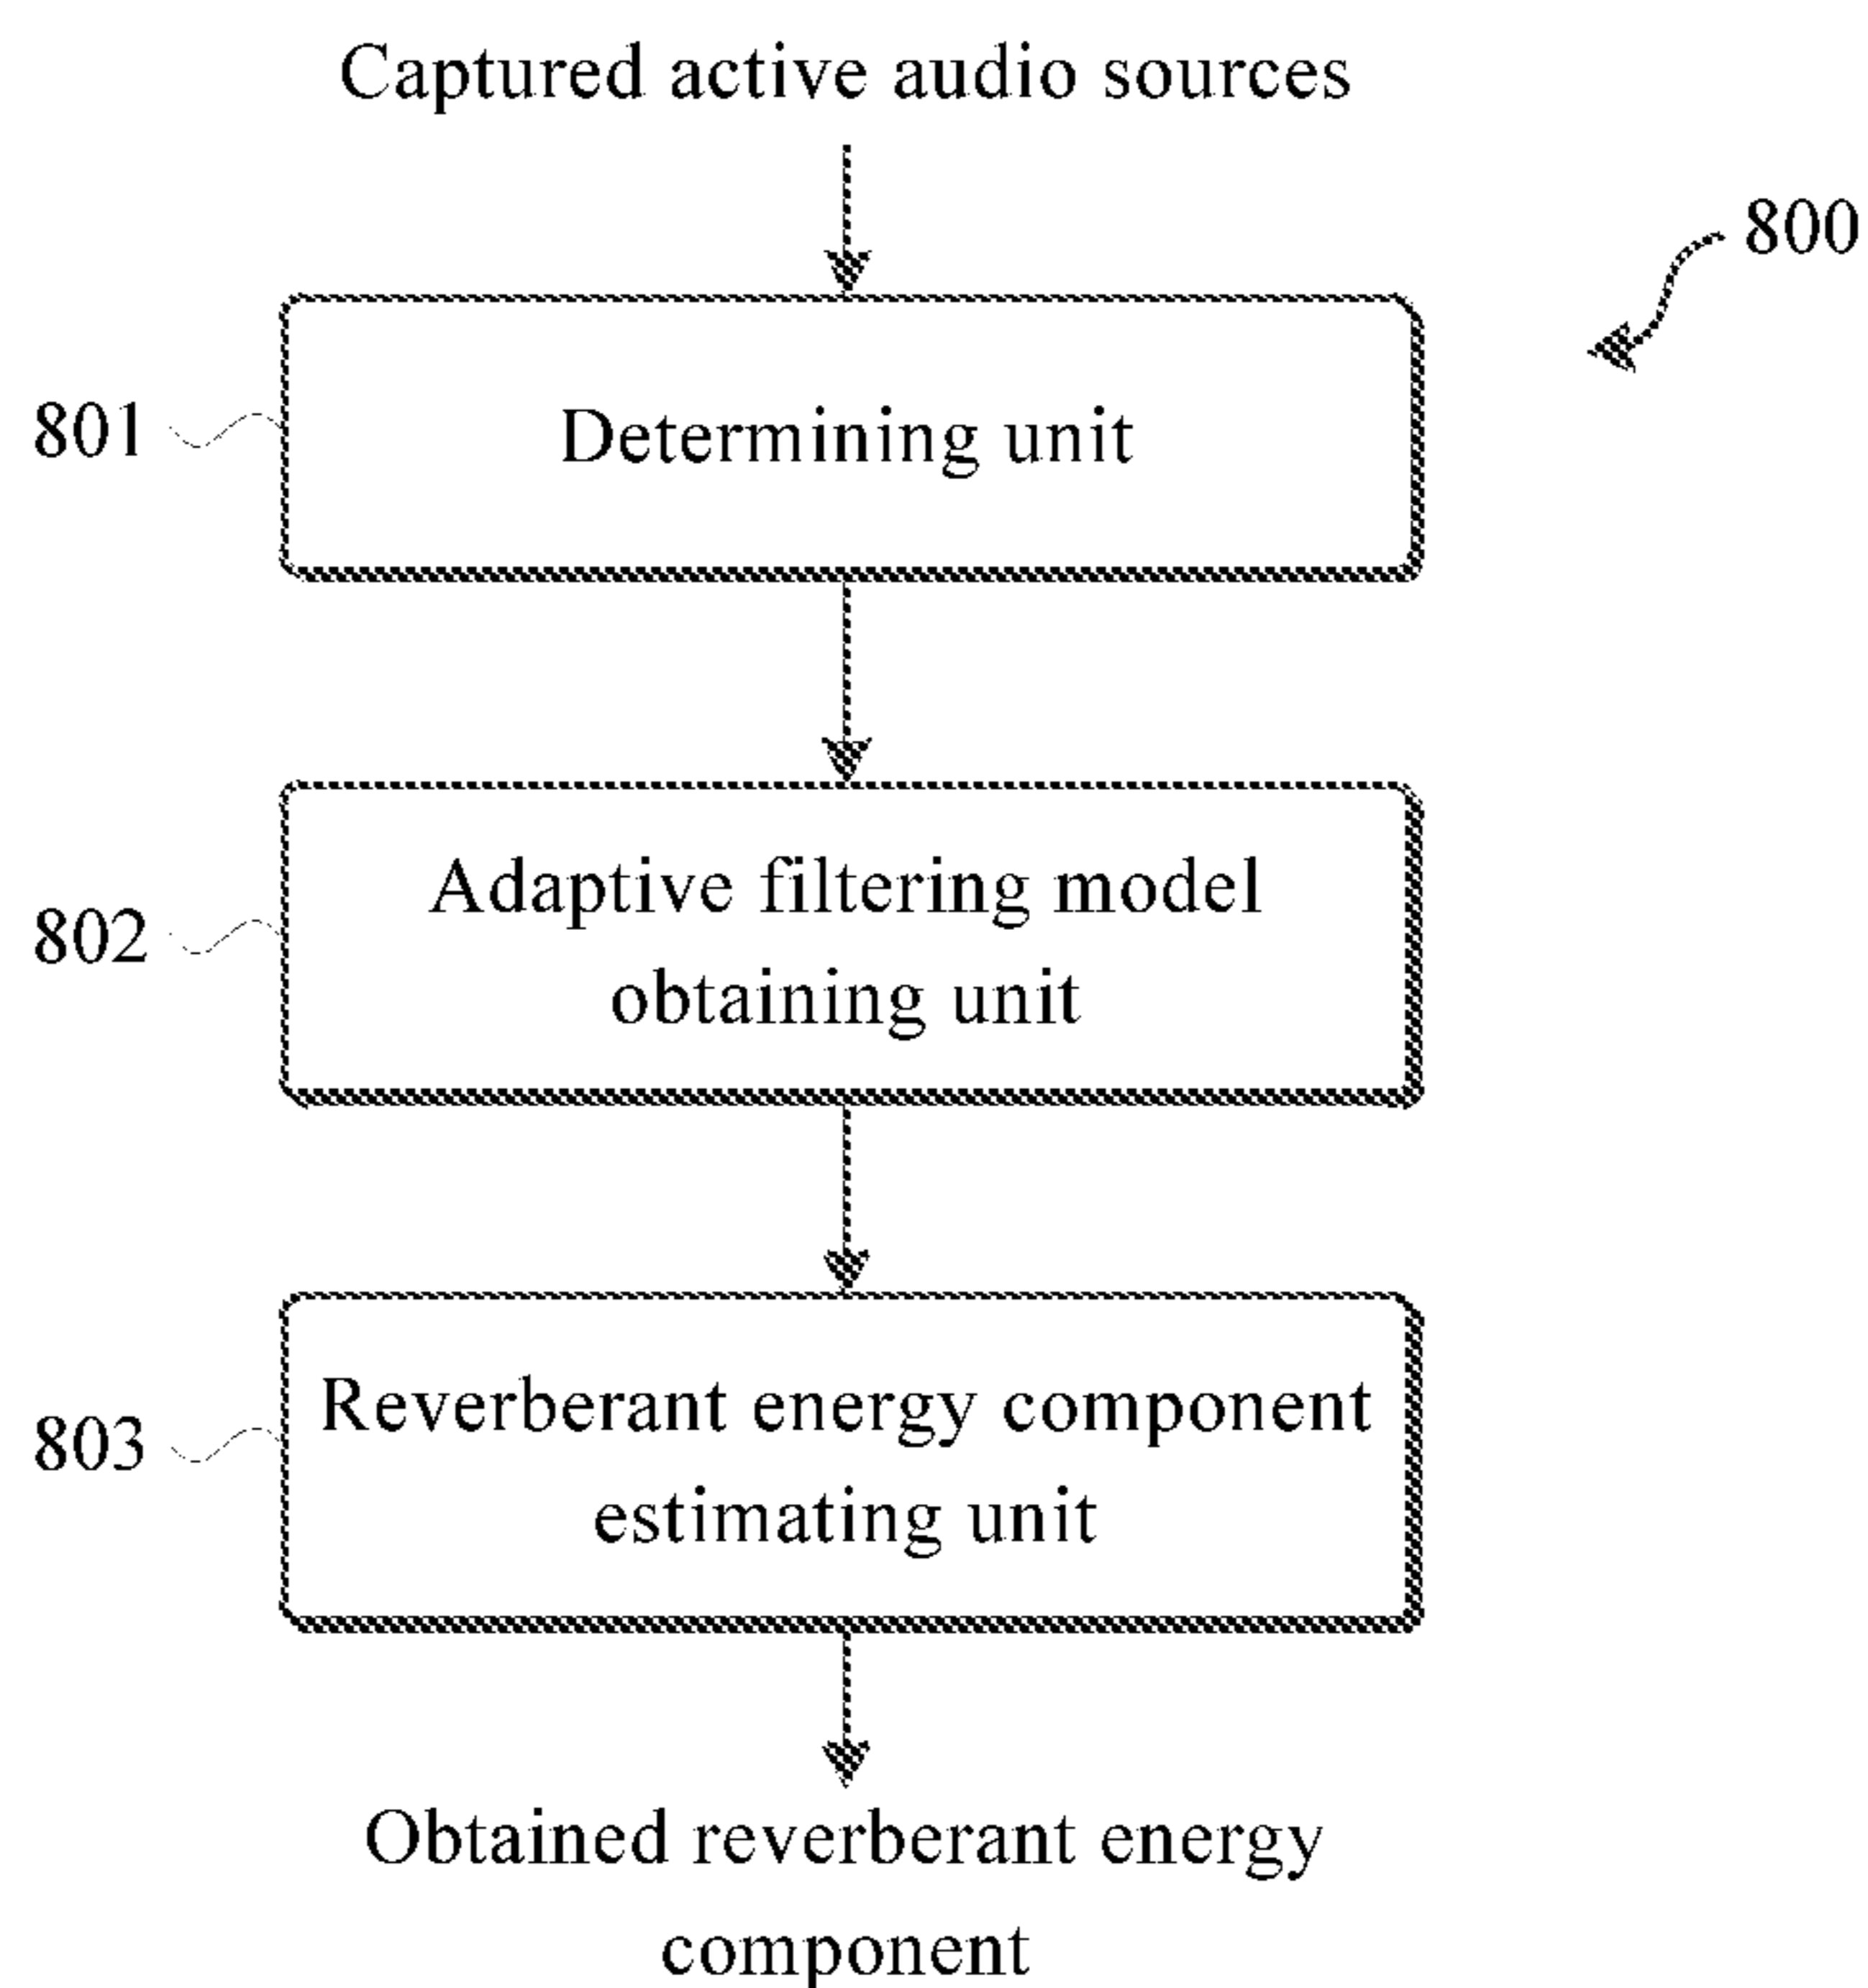 Captured active audio sources
800
801
Determining unit
802
Adaptive filtering model
obtaining unit
803
Reverberant energy component
estimating unit
Obtained reverberant energy
component